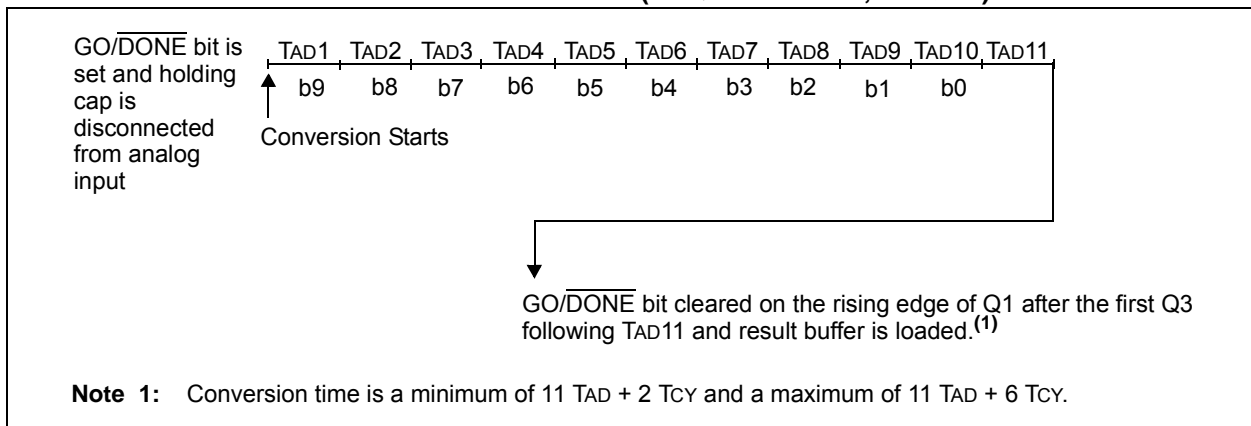 GO/DONE bit is
set and holding
cap is
disconnected
from analog
input
TAD1 TAD2 TAD3 TAD4 TAD5 TAD6 TAD7 TAD8 TAD9 TAD10 TAD11
b9 b8 b7 b6 b5 b4 b3 b2 b1 b0
Conversion Starts
GO/DONE bit cleared on the rising edge of Q1 after the first Q3
following TAD11 and result buffer is loaded.(1)
Note 1: Conversion time is a minimum of 11 TAD + 2 TCY and a maximum of 11 TAD + 6 TCY.